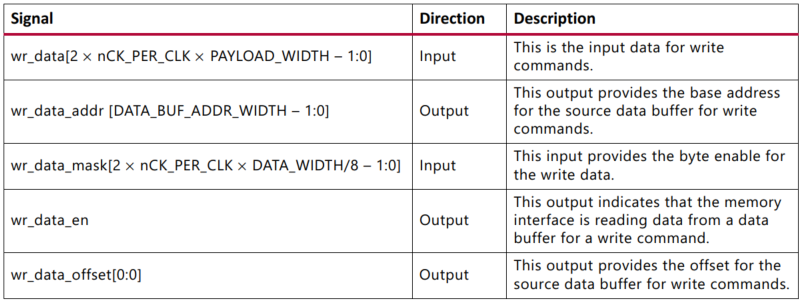 Signal Direction Description
wr_data[2 × nCK_PER_CLK × PAYLOAD_WIDTH – 1:0] Input This is the input data for write
commands.
wr_data_addr [DATA_BUF_ADDR_WIDTH – 1:0] Output This output provides the base address
for the source data buffer for write
commands.
wr_data_mask[2 × nCK_PER_CLK × DATA_WIDTH/8 – 1:0] Input This input provides the byte enable for
the write data.
wr_data_en Output This output indicates that the memory
interface is reading data from a data
buffer for a write command.
wr_data_offset[0:0] Output This output provides the offset for the
source data buffer for write commands.